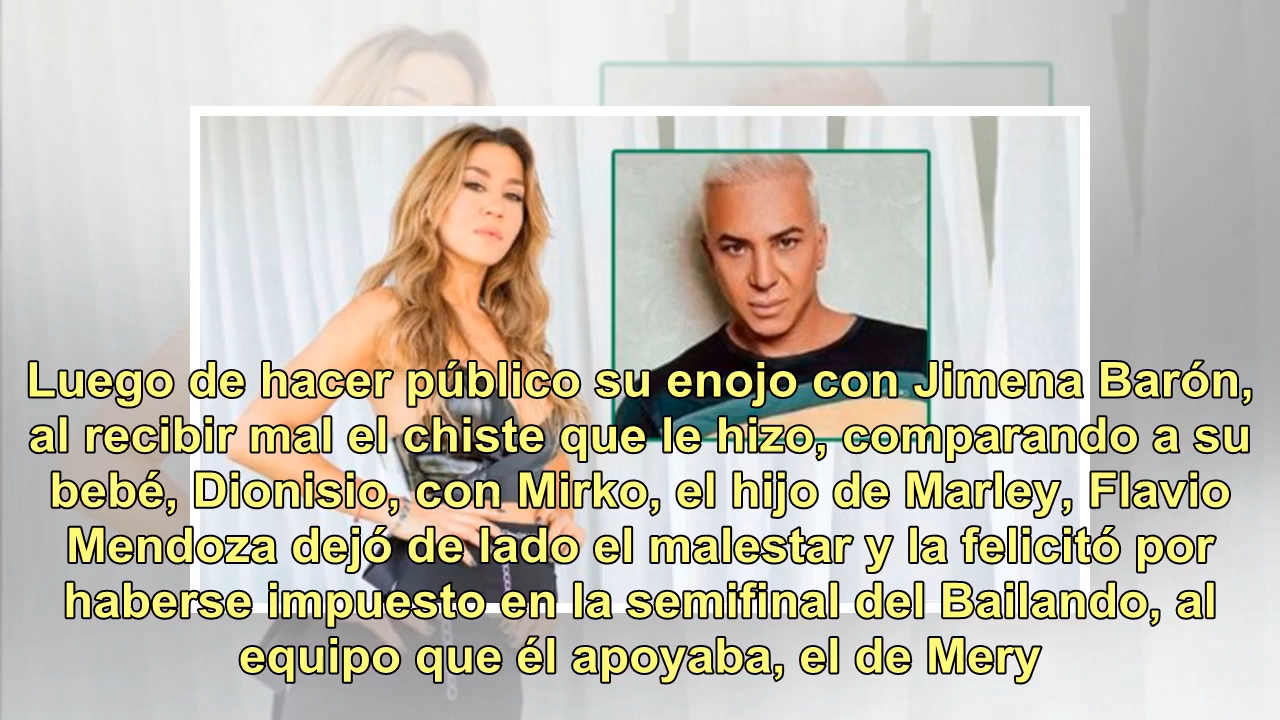 Luego de hacer público su enojo con Jimena Barón,
al recibir mal el chiste que le hizo, comparando a su
bebé, Dionisio, con Mirko, el hijo de Marley, Flavio
Mendoza dejó de lado el malestar y la felicitó por
haberse impuesto en la semifinal del Bailando, al
equipo que él apoyaba, el de Mery